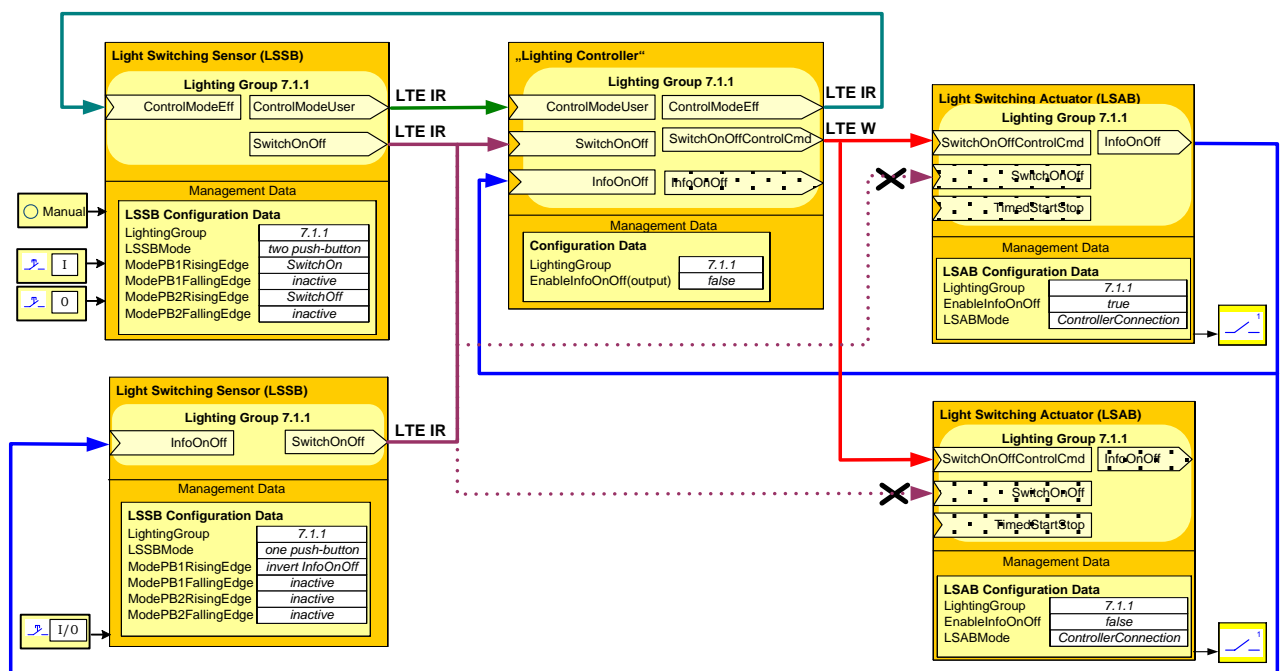 Light Switching Sensor (LSSB)
Lighting Group 7.1.1
ControlModeEff
ControlModeUser
SwitchOnOff
LTE IR
LTE IR
Management Data
LSSB Configuration Data
LightingGroup 7.1.1
LSSBMode two push-button
ModePB1RisingEdge SwitchOn
ModePB1FallingEdge inactive
ModePB2RisingEdge SwitchOff
ModePB2FallingEdge inactive
Manual
I
0
„Lighting Controller“
Lighting Group 7.1.1
ControlModeUser
ControlModeEff
SwitchOnOff
SwitchOnOffControlCmd
InfoOnOff
InfoOnOff
LTE IR
LTE W
Management Data
Configuration Data
LightingGroup 7.1.1
EnableInfoOnOff(output) false
Light Switching Actuator (LSAB)
Lighting Group 7.1.1
SwitchOnOffControlCmd
InfoOnOff
SwitchOnOff
TimedStartStop
Management Data
LSAB Configuration Data
LightingGroup 7.1.1
EnableInfoOnOff true
LSABMode ControllerConnection
1
Light Switching Sensor (LSSB)
Lighting Group 7.1.1
InfoOnOff
SwitchOnOff
LTE IR
Management Data
LSSB Configuration Data
LightingGroup 7.1.1
LSSBMode one push-button
ModePB1RisingEdge invert InfoOnOff
ModePB1FallingEdge inactive
ModePB2RisingEdge inactive
ModePB2FallingEdge inactive
I/0
Light Switching Actuator (LSAB)
Lighting Group 7.1.1
SwitchOnOffControlCmd
InfoOnOff
SwitchOnOff
TimedStartStop
Management Data
LSAB Configuration Data
LightingGroup 7.1.1
EnableInfoOnOff false
LSABMode ControllerConnection
1